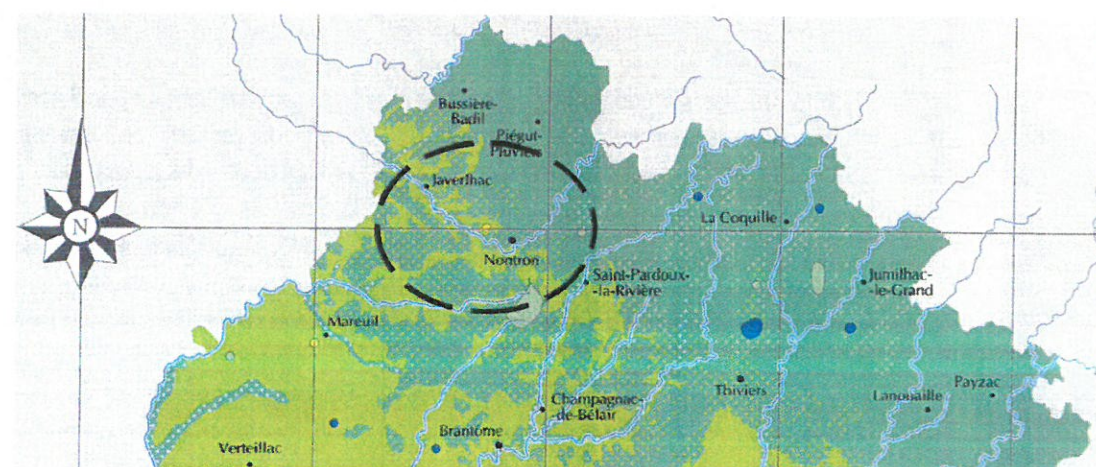 Bussière-
Badil
Piégut-
Pluviers
Javerlhac
N
La Coquille
Nontron
Saint-Pardoux-
-la-Rivière
Jumilhac-
-le-Grand
Mareuil
Thiviers
Payzac
Lanouaille
Champagnac-
-de-Bélair
Brantôme
Verteillac